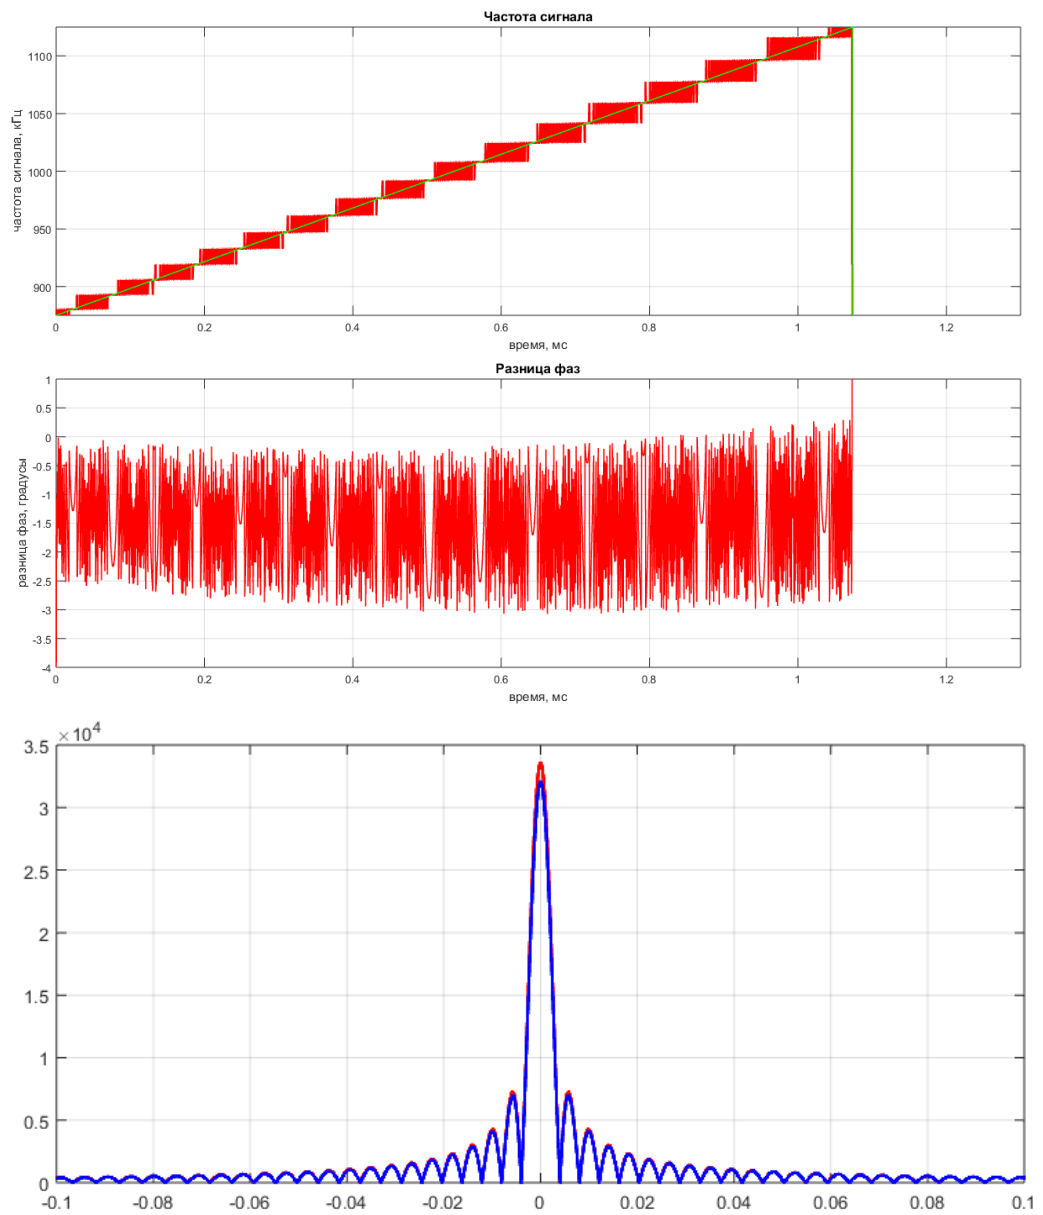 Частота сигнала
частота сигнала, кГц
1100
1050
1000
950
900
0 0.2 0.4 0.6 0.8 1 1.2
время, мс
Разница фаз
разница фаз, градусы
1
0.5
0
-0.5
-1
-1.5
-2
-2.5
-3
-3.5
-4
0 0.2 0.4 0.6 0.8 1 1.2
время, мс
×10⁴
3.5
3
2.5
2
1.5
1
0.5
0
-0.1 -0.08 -0.06 -0.04 -0.02 0 0.02 0.04 0.06 0.08 0.1